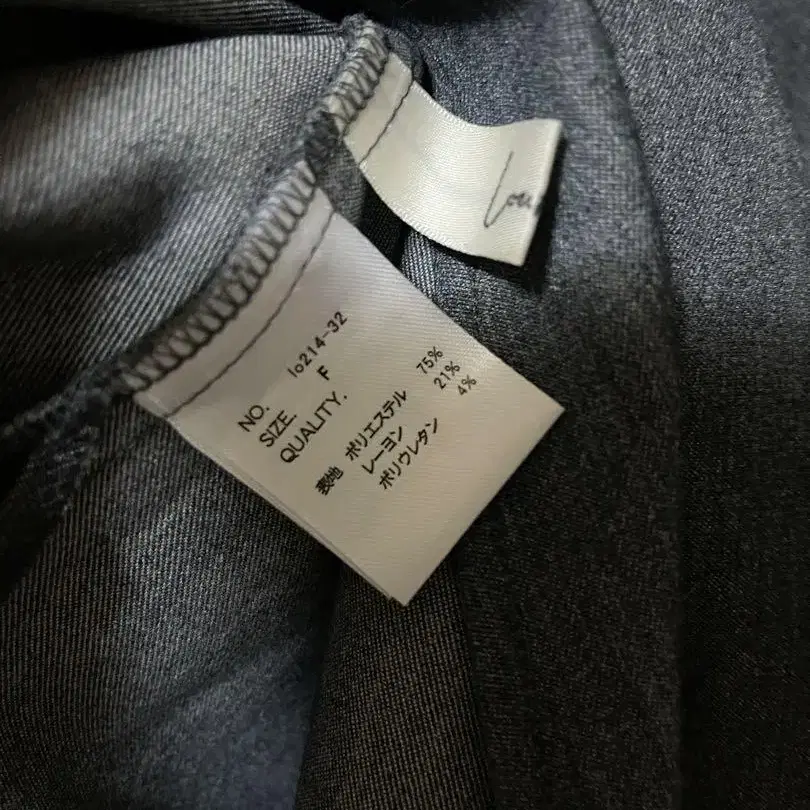 NO. lo214-32
SIZE. F
QUALITY.
表地 ポリエステル 75%
レーヨン 21%
ポリウレタン 4%